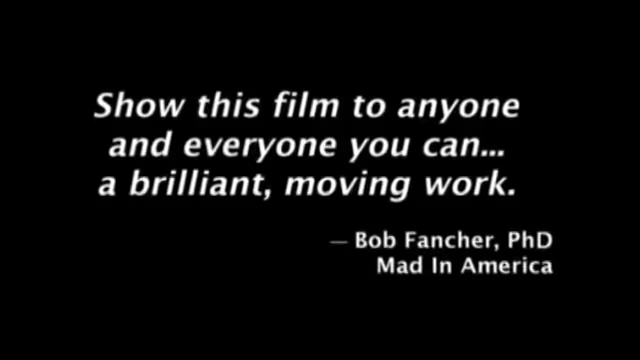 Show this film to anyone
and everyone you can...
a brilliant, moving work.
— Bob Fancher, PhD
Mad In America